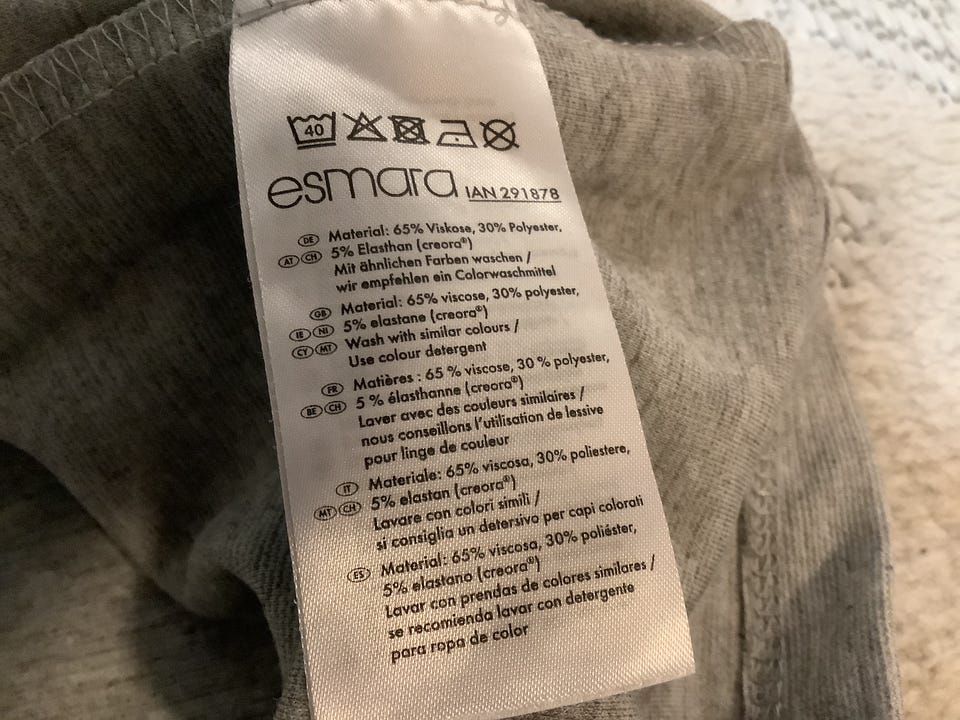 40
esmara IAN 291878
DE Material: 65% Viskose, 30% Polyester,
AT CH 5% Elasthan (creora®)
Mit ähnlichen Farben waschen /
wir empfehlen ein Colorwaschmittel
GB Material: 65% viscose, 30% polyester,
IE NI 5% elastane (creora®)
CY MT Wash with similar colours /
Use colour detergent
FR Matières : 65 % viscose, 30 % polyester,
BE CH 5 % élasthanne (creora®)
Laver avec des couleurs similaires /
nous conseillons l'utilisation de lessive
pour linge de couleur
IT Materiale: 65% viscosa, 30% poliestere,
MT CH 5% elastan (creora®)
Lavare con colori simili /
si consiglia un detersivo per capi colorati
ES Material: 65% viscosa, 30% poliéster,
5% elastano (creora®)
Lavar con prendas de colores similares /
se recomienda lavar con detergente
para ropa de color